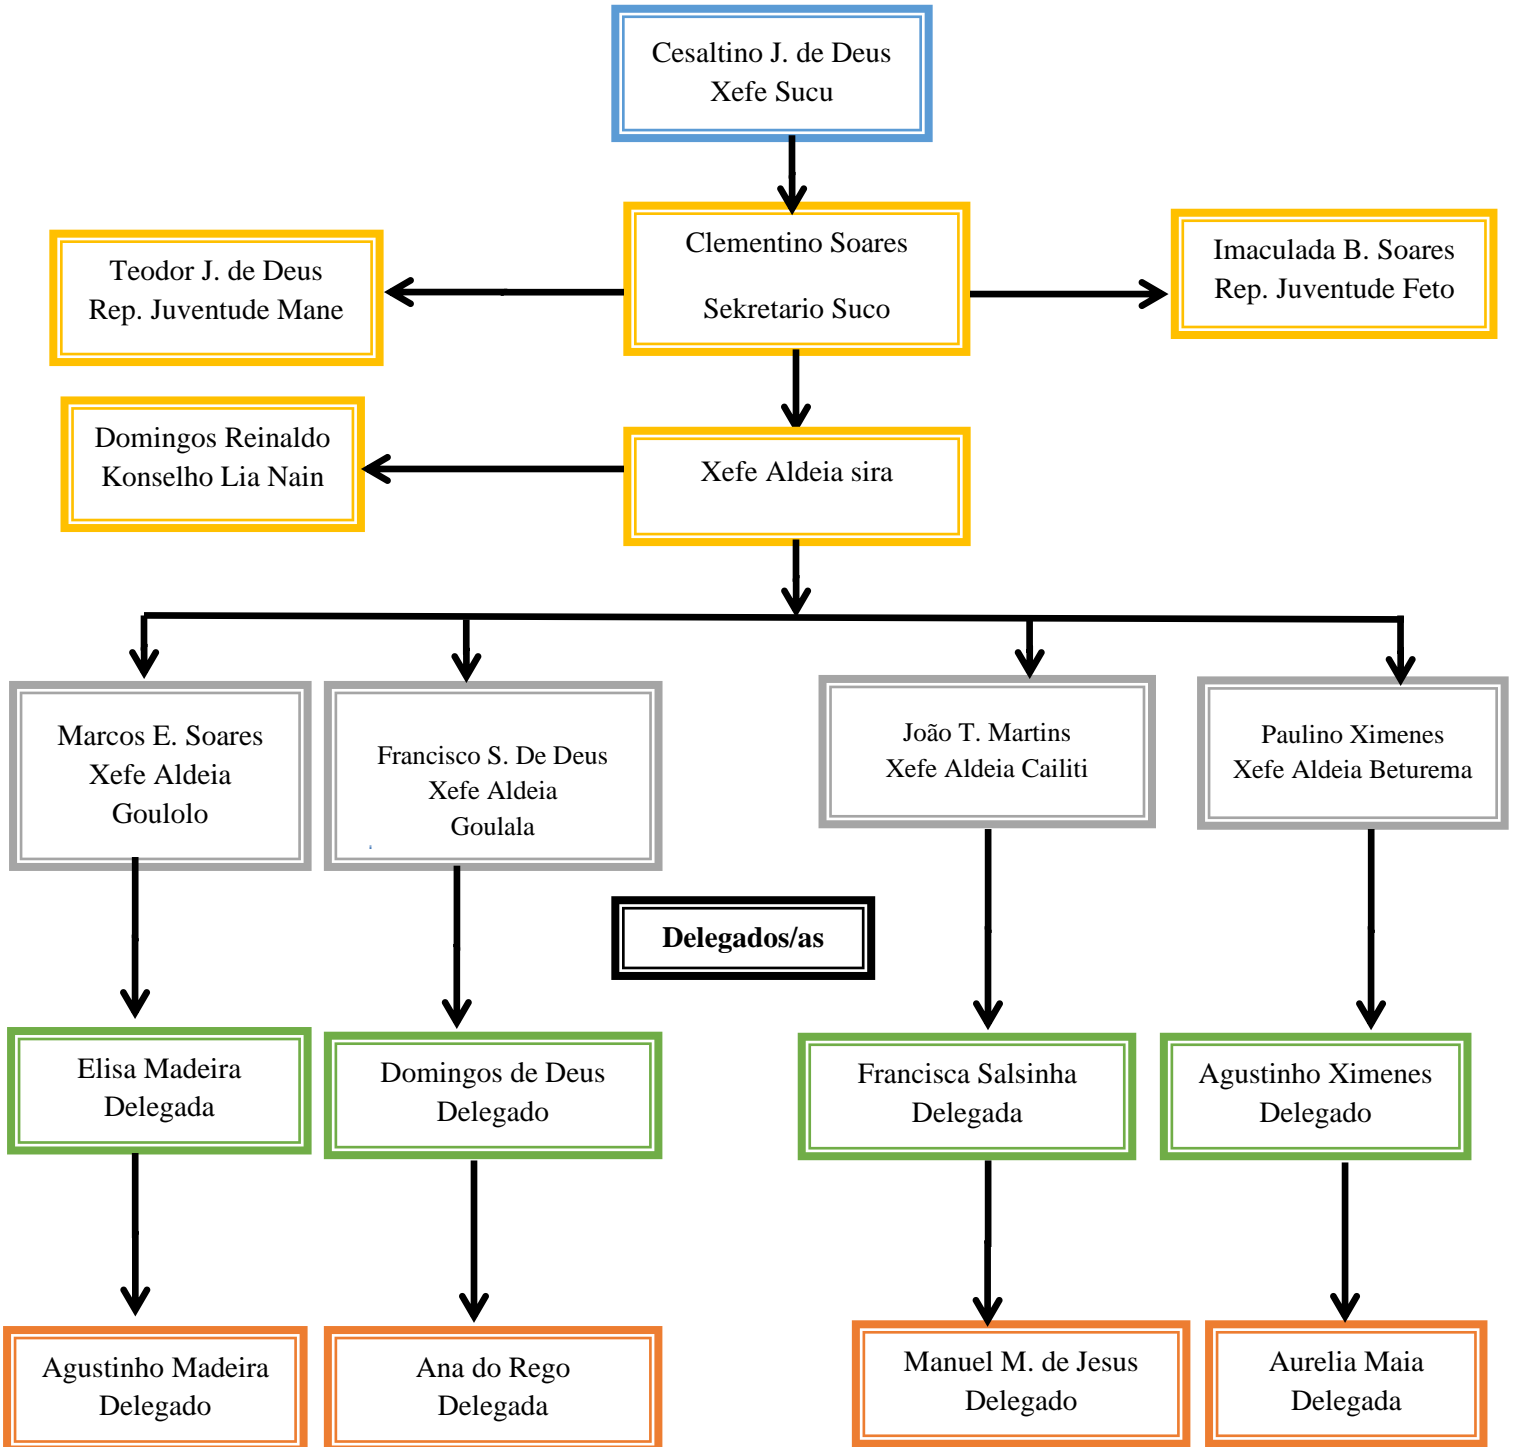 Cesaltino J. de Deus
Xefe Sucu
Clementino Soares
Sekretario Suco
Teodor J. de Deus
Rep. Juventude Mane
Imaculada B. Soares
Rep. Juventude Feto
Domingos Reinaldo
Konselho Lia Nain
Xefe Aldeia sira
Marcos E. Soares
Xefe Aldeia
Goulolo
Francisco S. De Deus
Xefe Aldeia
Goulala
João T. Martins
Xefe Aldeia Cailiti
Paulino Ximenes
Xefe Aldeia Beturema
Delegados/as
Elisa Madeira
Delegada
Domingos de Deus
Delegado
Francisca Salsinha
Delegada
Agustinho Ximenes
Delegado
Agustinho Madeira
Delegado
Ana do Rego
Delegada
Manuel M. de Jesus
Delegado
Aurelia Maia
Delegada